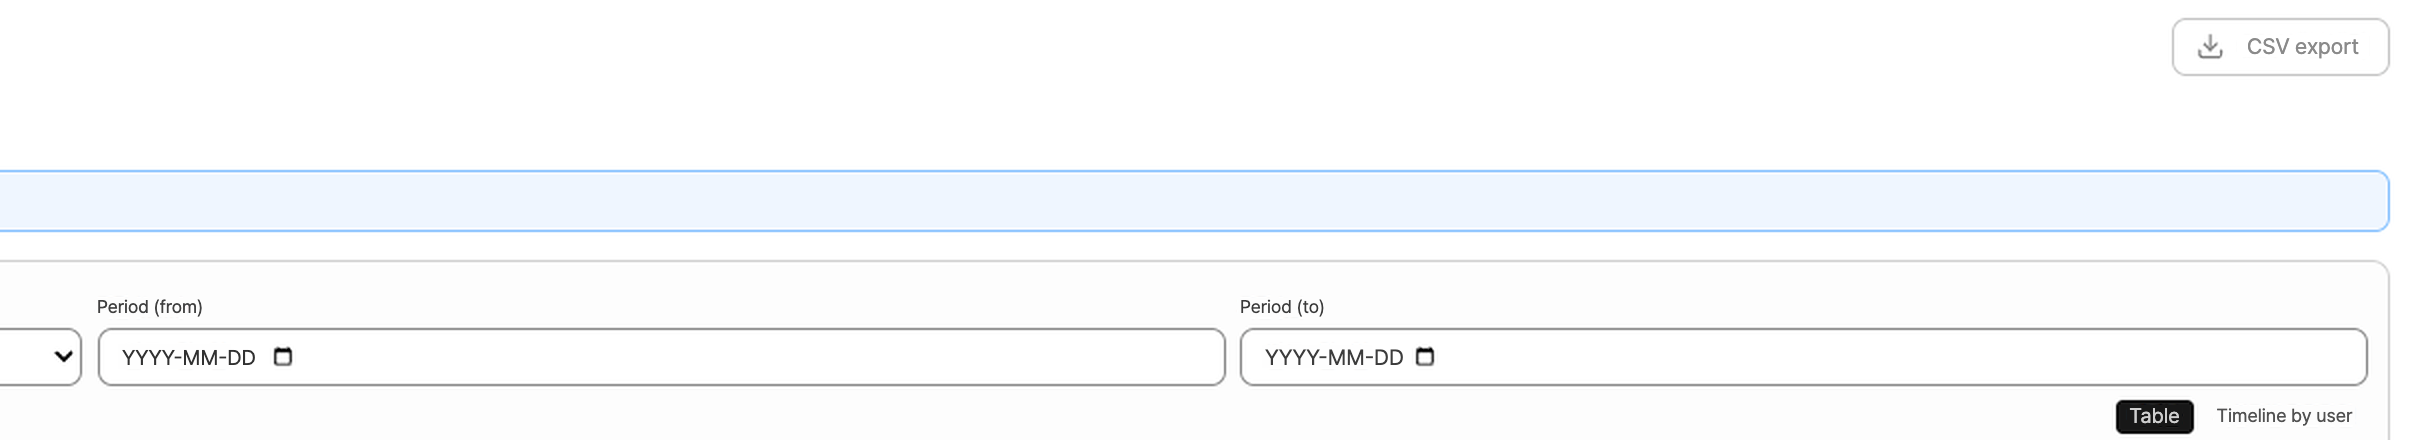 CSV export
Period (from)
Period (to)
YYYY-MM-DD
YYYY-MM-DD
Table
Timeline by user